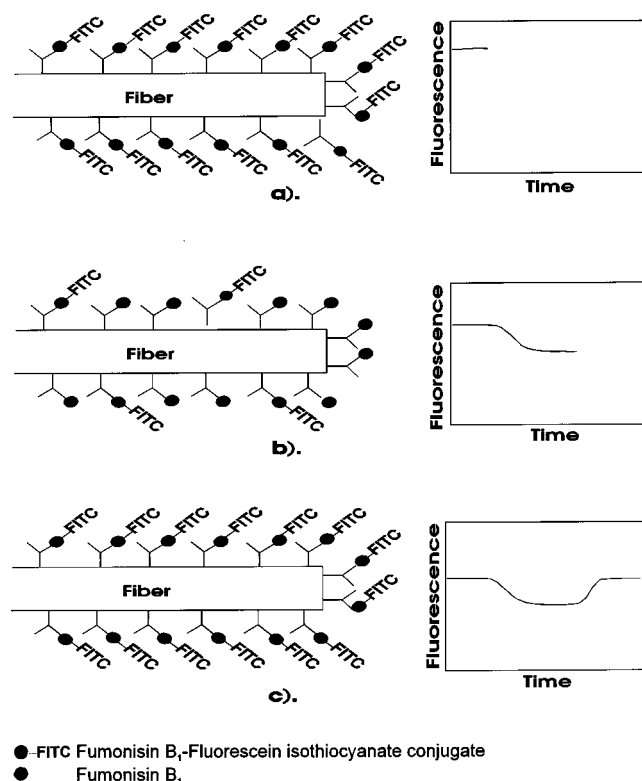 FITC FITC FITC FITC FITC FITC
FITC
Fiber
FITC
FITC FITC FITC FITC FITC FITC
a).
Fluorescence
Time
FITC FITC
Fiber
FITC FITC
b).
Fluorescence
Time
FITC FITC FITC FITC FITC FITC
FITC
Fiber
FITC
FITC FITC FITC FITC FITC FITC
c).
Fluorescence
Time
-FITC Fumonisin B₁-Fluorescein isothiocyanate conjugate
Fumonisin B₁